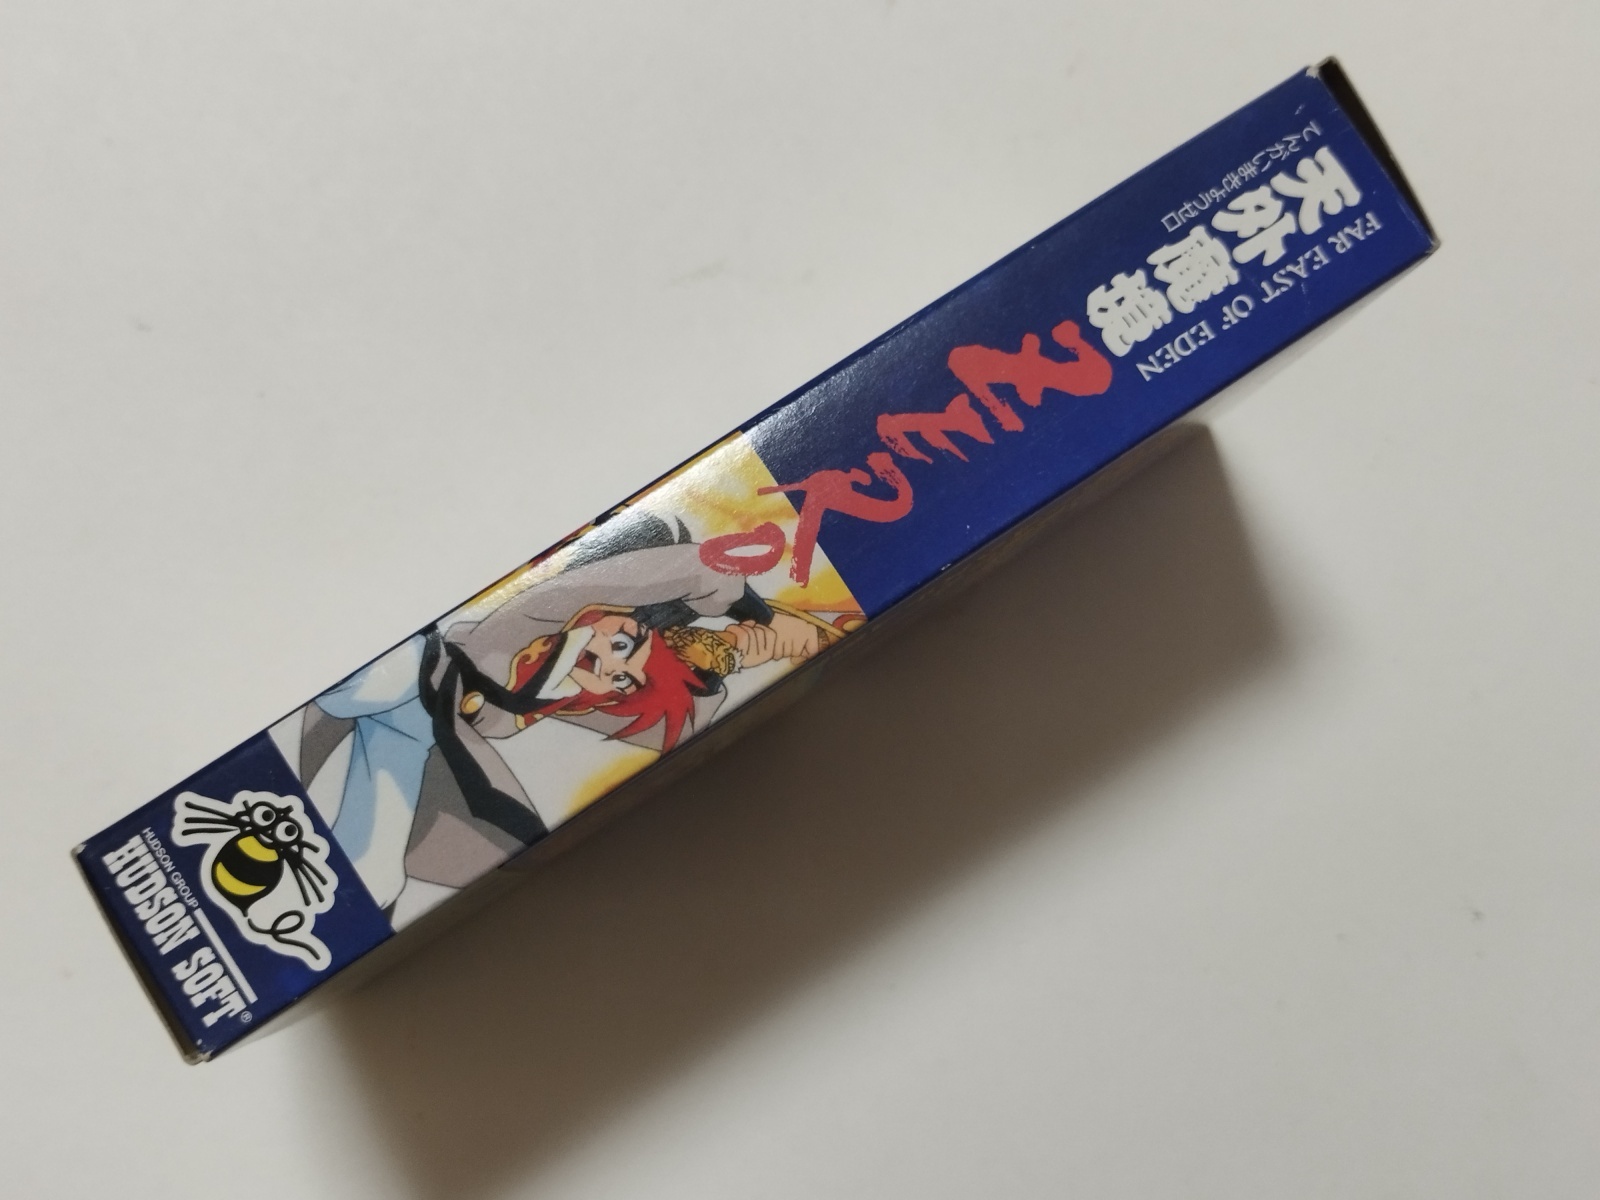 てんがいまきょうゼロ
天外魔境
FAR EAST OF EDEN
ZERO
HUDSON GROUP
HUDSON SOFT®